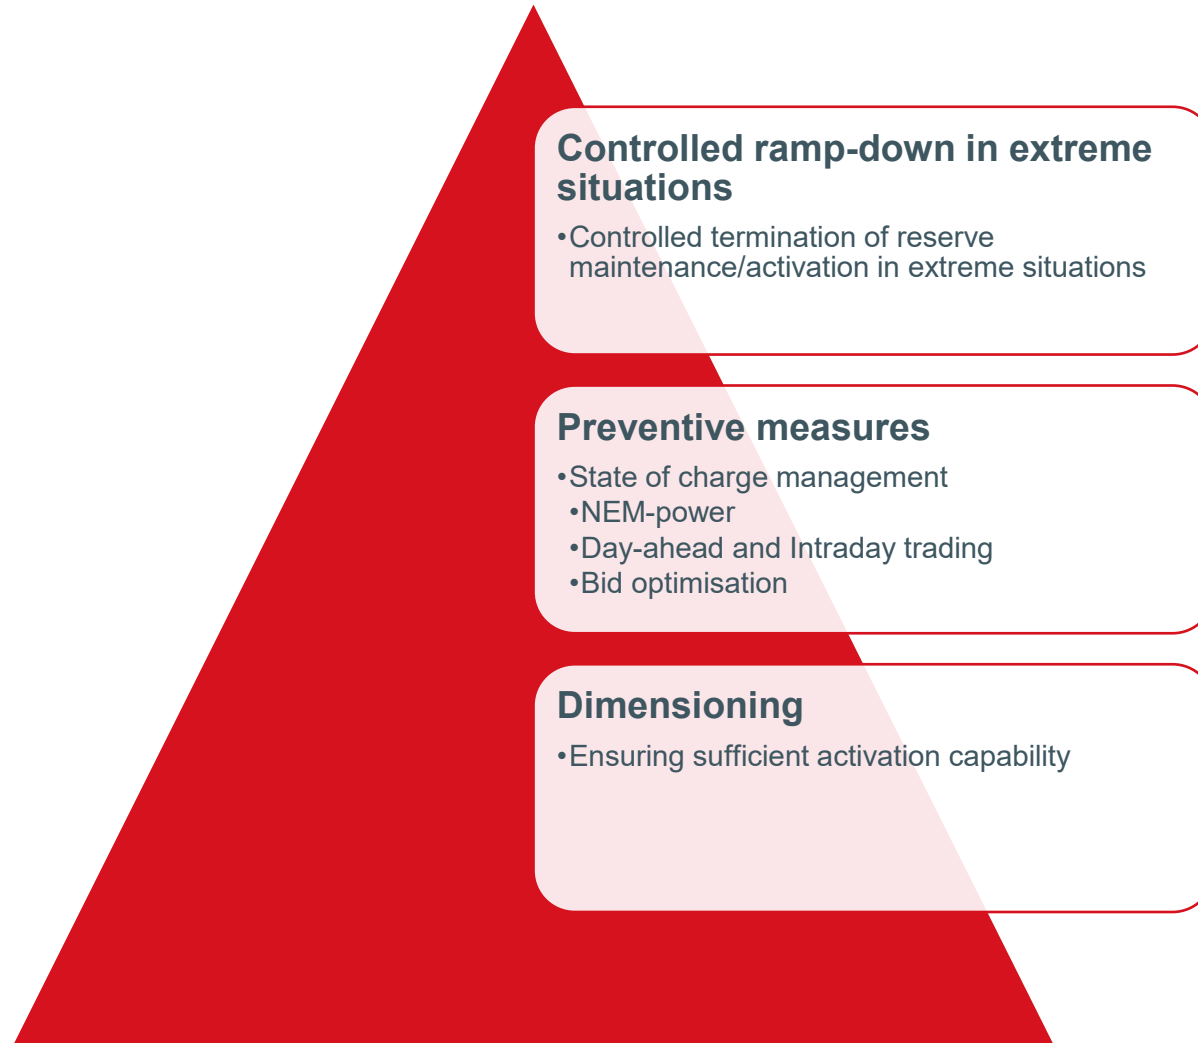 Controlled ramp-down in extreme
situations
•Controlled termination of reserve
maintenance/activation in extreme situations
Preventive measures
•State of charge management
•NEM-power
•Day-ahead and Intraday trading
•Bid optimisation
Dimensioning
•Ensuring sufficient activation capability